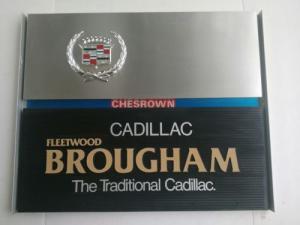 CHESROWN
CADILLAC
FLEETWOOD
BROUGHAM
The Traditional Cadillac.